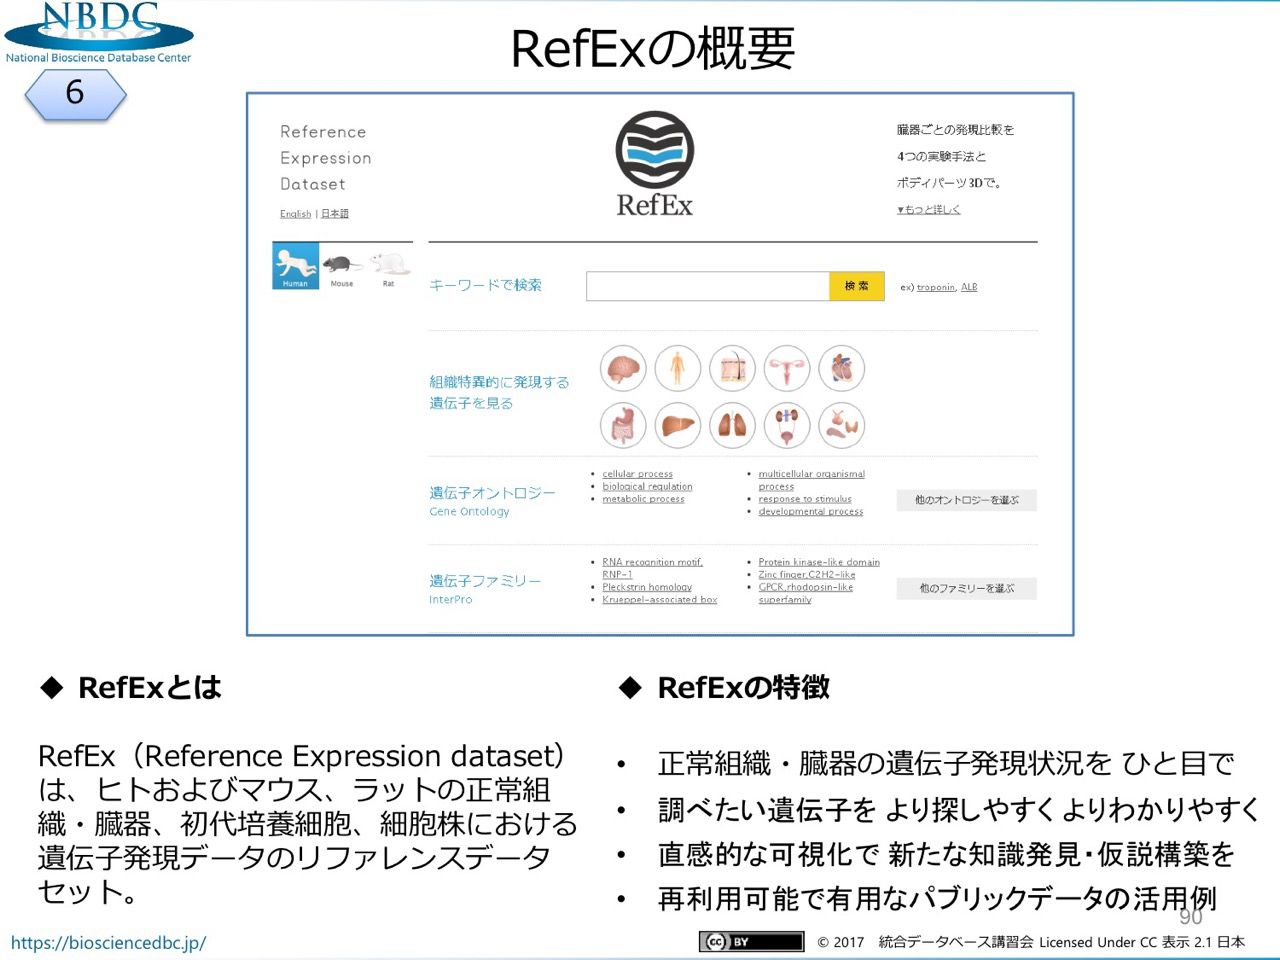 NBDC
National Bioscience Database Center
6
RefExの概要
Reference
Expression
Dataset
English | 日本語
RefEx
臓器ごとの発現比較を
4つの実験手法と
ボディパーツ3Dで。
▼もっと詳しく
Human
Mouse
Rat
キーワードで検索
検 索
ex) troponin, ALB
組織特異的に発現する
遺伝子を見る
遺伝子オントロジー
Gene Ontology
• cellular process
• biological regulation
• metabolic process
• multicellular organismal
process
• response to stimulus
• developmental process
他のオントロジーを選ぶ
遺伝子ファミリー
InterPro
• RNA recognition motif,
RNP-1
• Pleckstrin homology
• Krueppel-associated box
• Protein kinase-like domain
• Zinc finger,C2H2-like
• GPCR,rhodopsin-like
superfamily
他のファミリーを選ぶ
◆ RefExとは
RefEx（Reference Expression dataset）
は、ヒトおよびマウス、ラットの正常組
織・臓器、初代培養細胞、細胞株における
遺伝子発現データのリファレンスデータ
セット。
◆ RefExの特徴
• 正常組織・臓器の遺伝子発現状況を ひと目で
• 調べたい遺伝子を より探しやすく よりわかりやすく
• 直感的な可視化で 新たな知識発見・仮説構築を
• 再利用可能で有用なパブリックデータの活用例
90
https://biosciencedbc.jp/
cc BY
© 2017 統合データベース講習会 Licensed Under CC 表示 2.1 日本